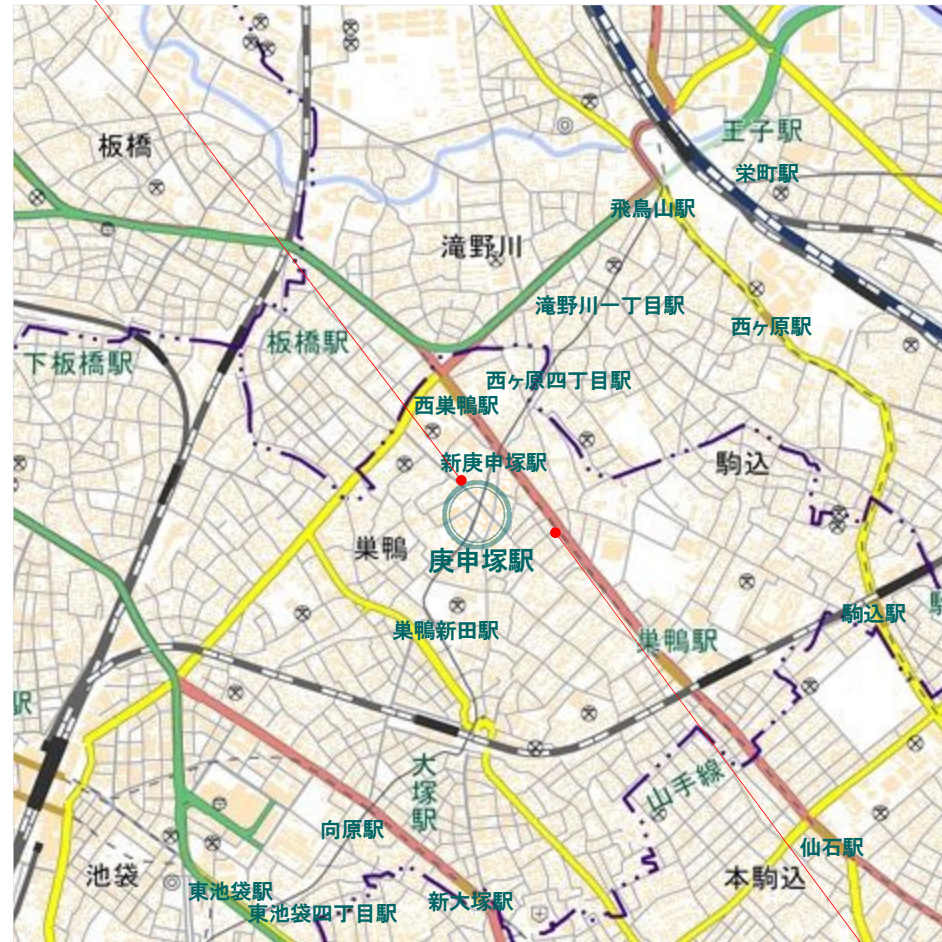 王子駅
板橋
栄町駅
飛鳥山駅
滝野川
滝野川一丁目駅
西ヶ原駅
板橋駅
下板橋駅
西ヶ原四丁目駅
西巣鴨駅
新庚申塚駅
駒込
巣鴨
庚申塚駅
駒込駅
巣鴨新田駅
巣鴨駅
駅
大塚駅
山手線
向原駅
仙石駅
池袋
本駒込
東池袋駅
新大塚駅
東池袋四丁目駅